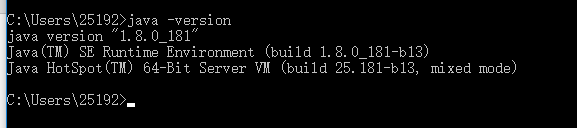 C:\Users\25192>java -version
java version "1.8.0_181"
Java(TM) SE Runtime Environment (build 1.8.0_181-b13)
Java HotSpot(TM) 64-Bit Server VM (build 25.181-b13, mixed mode)
C:\Users\25192>